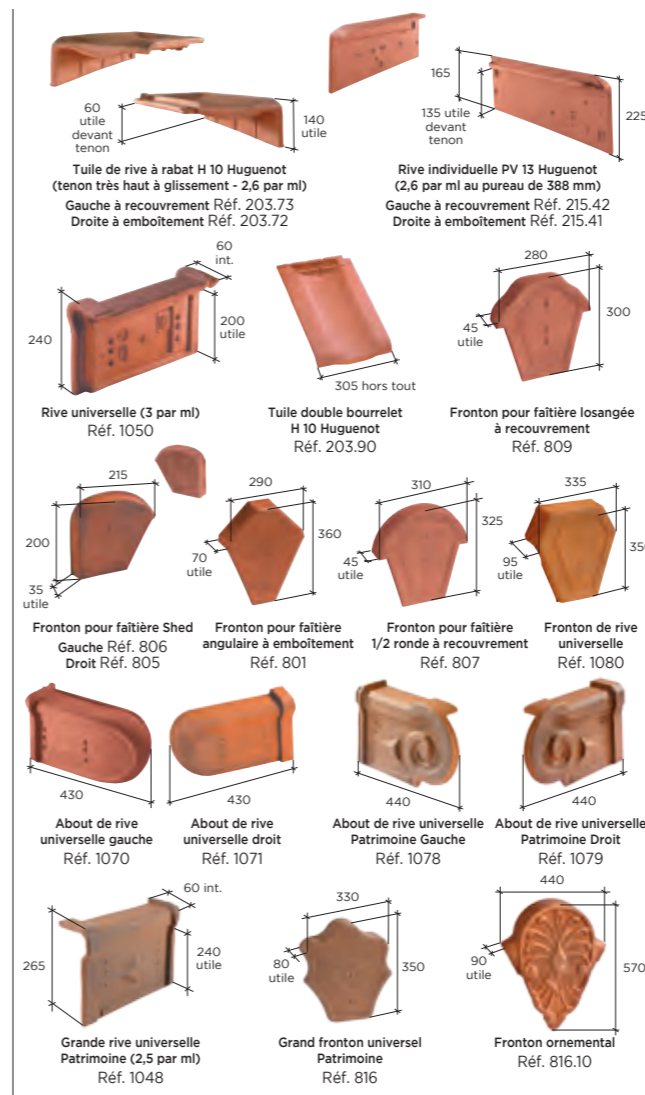 60
utile
devant
tenon
140
utile
Tuile de rive à rabat H 10 Huguenot
(tenon très haut à glissement - 2,6 par ml)
Gauche à recouvrement Réf. 203.73
Droite à emboîtement Réf. 203.72
165
135 utile
devant
tenon
225
Rive individuelle PV 13 Huguenot
(2,6 par ml au pureau de 388 mm)
Gauche à recouvrement Réf. 215.42
Droite à emboîtement Réf. 215.41
60
int.
240
200
utile
Rive universelle (3 par ml)
Réf. 1050
305 hors tout
Tuile double bourrelet
H 10 Huguenot
Réf. 203.90
280
45
utile
300
Fronton pour faîtière losangée
à recouvrement
Réf. 809
215
200
35
utile
Fronton pour faîtière Shed
Gauche Réf. 806
Droit Réf. 805
290
360
70
utile
Fronton pour faîtière
angulaire à emboîtement
Réf. 801
310
325
45
utile
Fronton pour faîtière
1/2 ronde à recouvrement
Réf. 807
335
350
95
utile
Fronton de rive
universelle
Réf. 1080
430
About de rive
universelle gauche
Réf. 1070
430
About de rive
universelle droit
Réf. 1071
440
About de rive universelle
Patrimoine Gauche
Réf. 1078
440
About de rive universelle
Patrimoine Droit
Réf. 1079
60 int.
265
240
utile
Grande rive universelle
Patrimoine (2,5 par ml)
Réf. 1048
330
80
utile
350
Grand fronton universel
Patrimoine
Réf. 816
440
90
utile
570
Fronton ornemental
Réf. 816.10